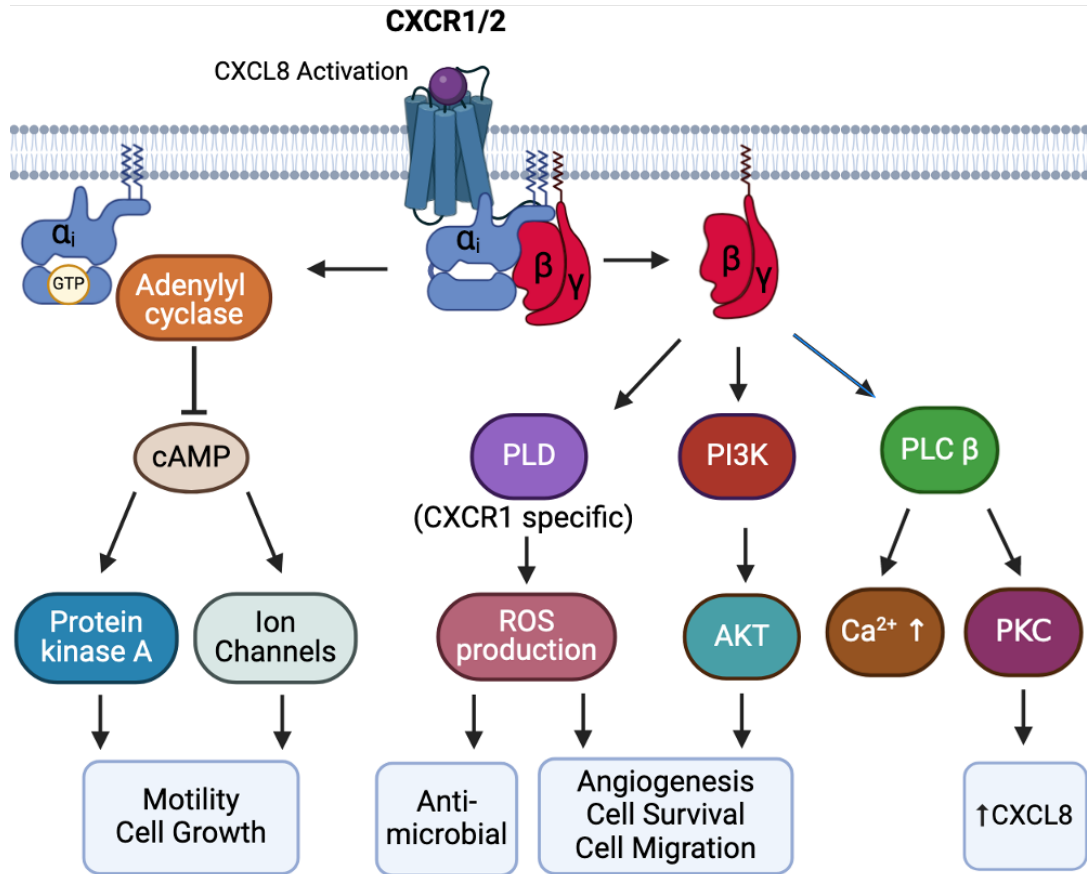 CXCR1/2
CXCL8 Activation
αi
GTP
Adenylyl
cyclase
αi
β
γ
β
γ
cAMP
PLD
(CXCR1 specific)
PI3K
PLC β
Protein
kinase A
Ion
Channels
ROS
production
AKT
Ca²⁺ ↑
PKC
Motility
Cell Growth
Anti-
microbial
Angiogenesis
Cell Survival
Cell Migration
↑CXCL8